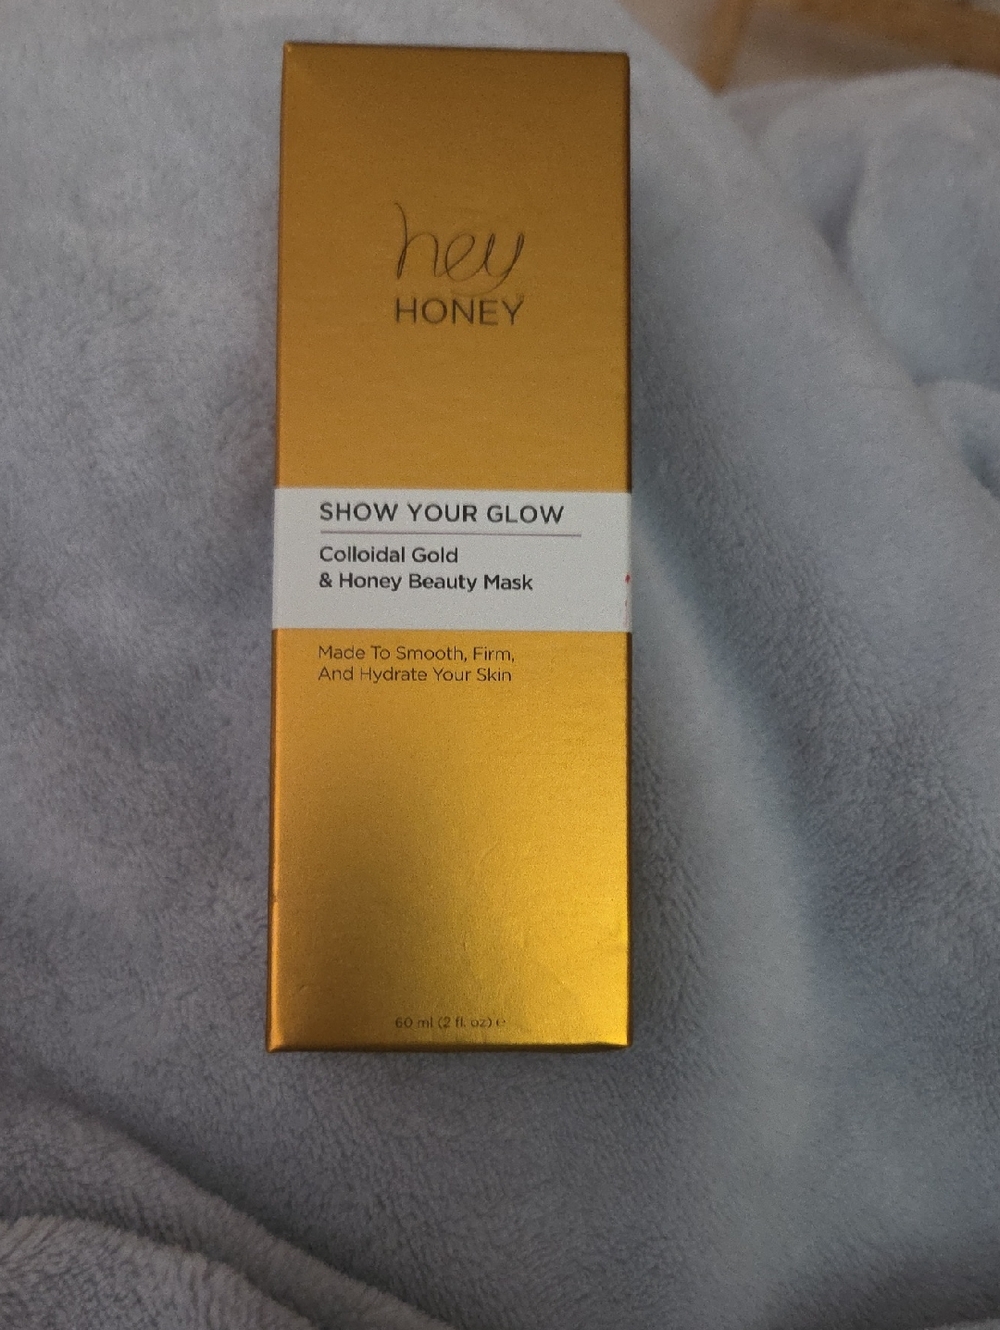 hey
HONEY
SHOW YOUR GLOW
Colloidal Gold
& Honey Beauty Mask
Made To Smooth, Firm,
And Hydrate Your Skin
60 ml (2 fl. oz) ℮